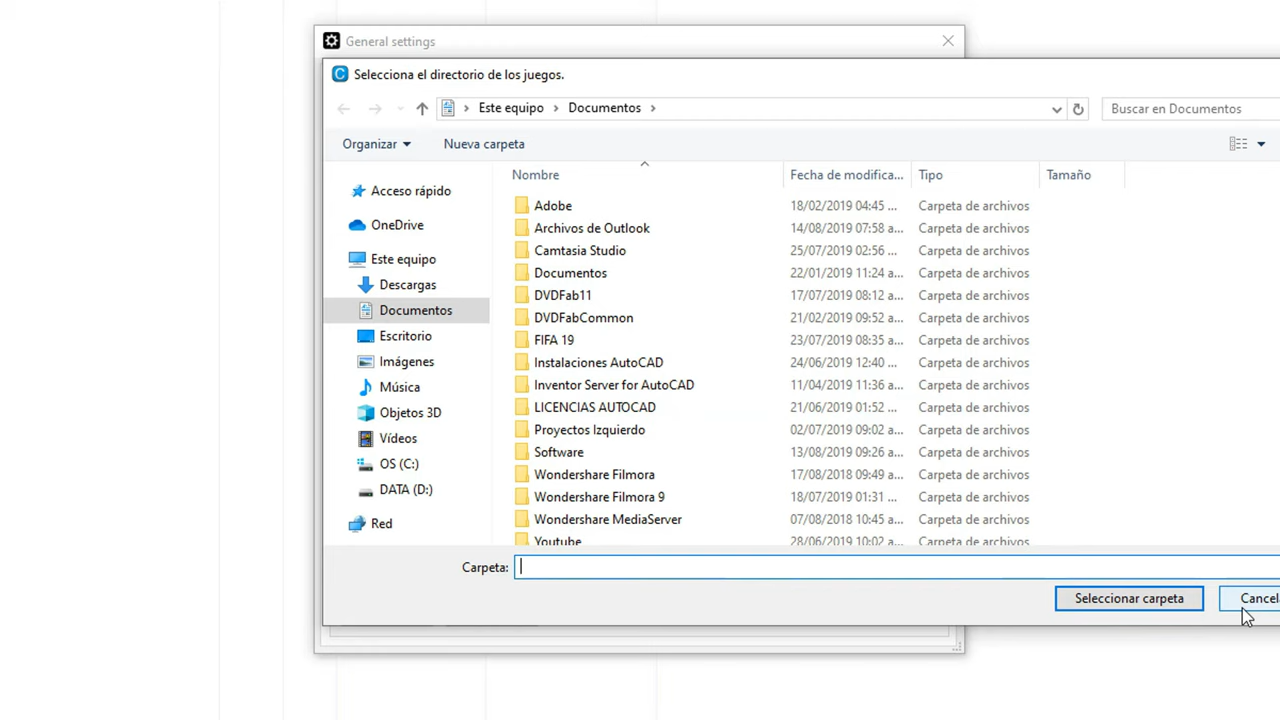 General settings
Selecciona el directorio de los juegos.
Este equipo > Documentos >
Buscar en Documentos
Organizar
Nueva carpeta
Nombre Fecha de modifica... Tipo Tamaño
Acceso rápido
OneDrive
Este equipo
Descargas
Documentos
Escritorio
Imágenes
Música
Objetos 3D
Vídeos
OS (C:)
DATA (D:)
Red
Adobe 18/02/2019 04:45 ... Carpeta de archivos
Archivos de Outlook 14/08/2019 07:58 a... Carpeta de archivos
Camtasia Studio 25/07/2019 02:56 ... Carpeta de archivos
Documentos 22/01/2019 11:24 a... Carpeta de archivos
DVDFab11 17/07/2019 08:12 a... Carpeta de archivos
DVDFabCommon 21/02/2019 09:52 a... Carpeta de archivos
FIFA 19 23/07/2019 08:35 a... Carpeta de archivos
Instalaciones AutoCAD 24/06/2019 12:40 ... Carpeta de archivos
Inventor Server for AutoCAD 11/04/2019 11:36 a... Carpeta de archivos
LICENCIAS AUTOCAD 21/06/2019 01:52 ... Carpeta de archivos
Proyectos Izquierdo 02/07/2019 09:02 a... Carpeta de archivos
Software 13/08/2019 09:26 a... Carpeta de archivos
Wondershare Filmora 17/08/2018 09:49 a... Carpeta de archivos
Wondershare Filmora 9 18/07/2019 01:31 ... Carpeta de archivos
Wondershare MediaServer 07/08/2018 10:45 a... Carpeta de archivos
Youtube 28/06/2019 10:02 a... Carpeta de archivos
Carpeta:
Seleccionar carpeta
Cancela